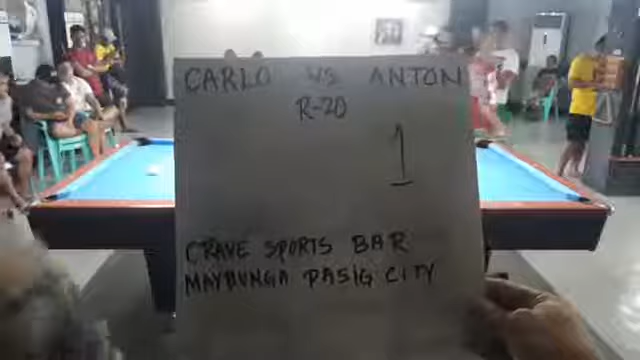 CARLO VS ANTON
R-20
1
CRAVE SPORTS BAR
MAYBUNGA PASIG CITY